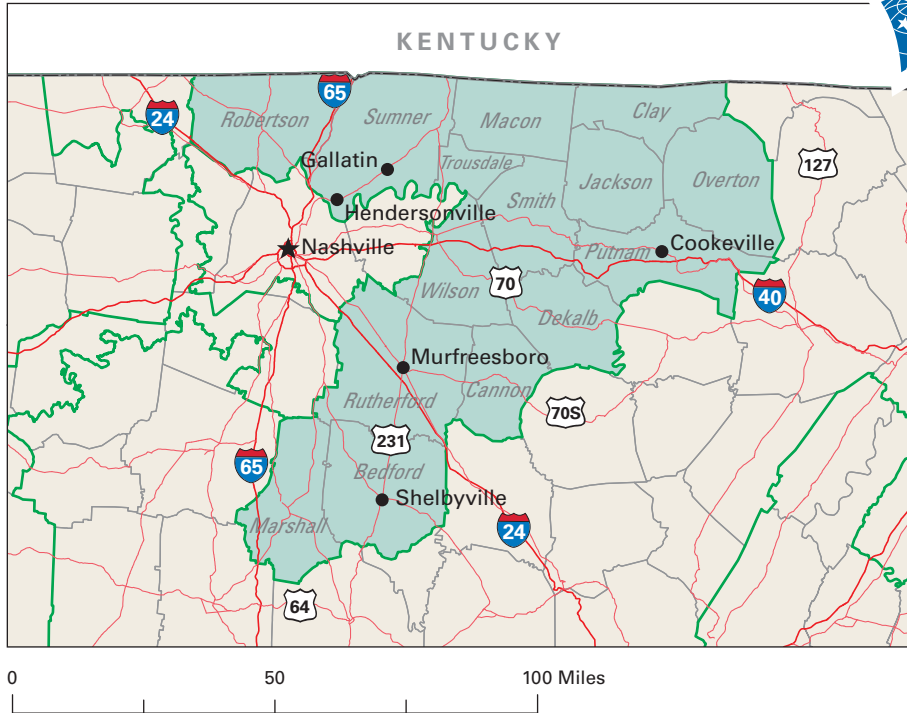 KENTUCKY
65
24
Robertson
Sumner
Macon
Clay
127
Gallatin
Trousdale
Jackson
Overton
Smith
Hendersonville
Nashville
Putnam
Cookeville
Wilson
70
40
Dekalb
Murfreesboro
Cannon
Rutherford
70S
231
65
Bedford
Shelbyville
Marshall
24
64
0 50 100 Miles